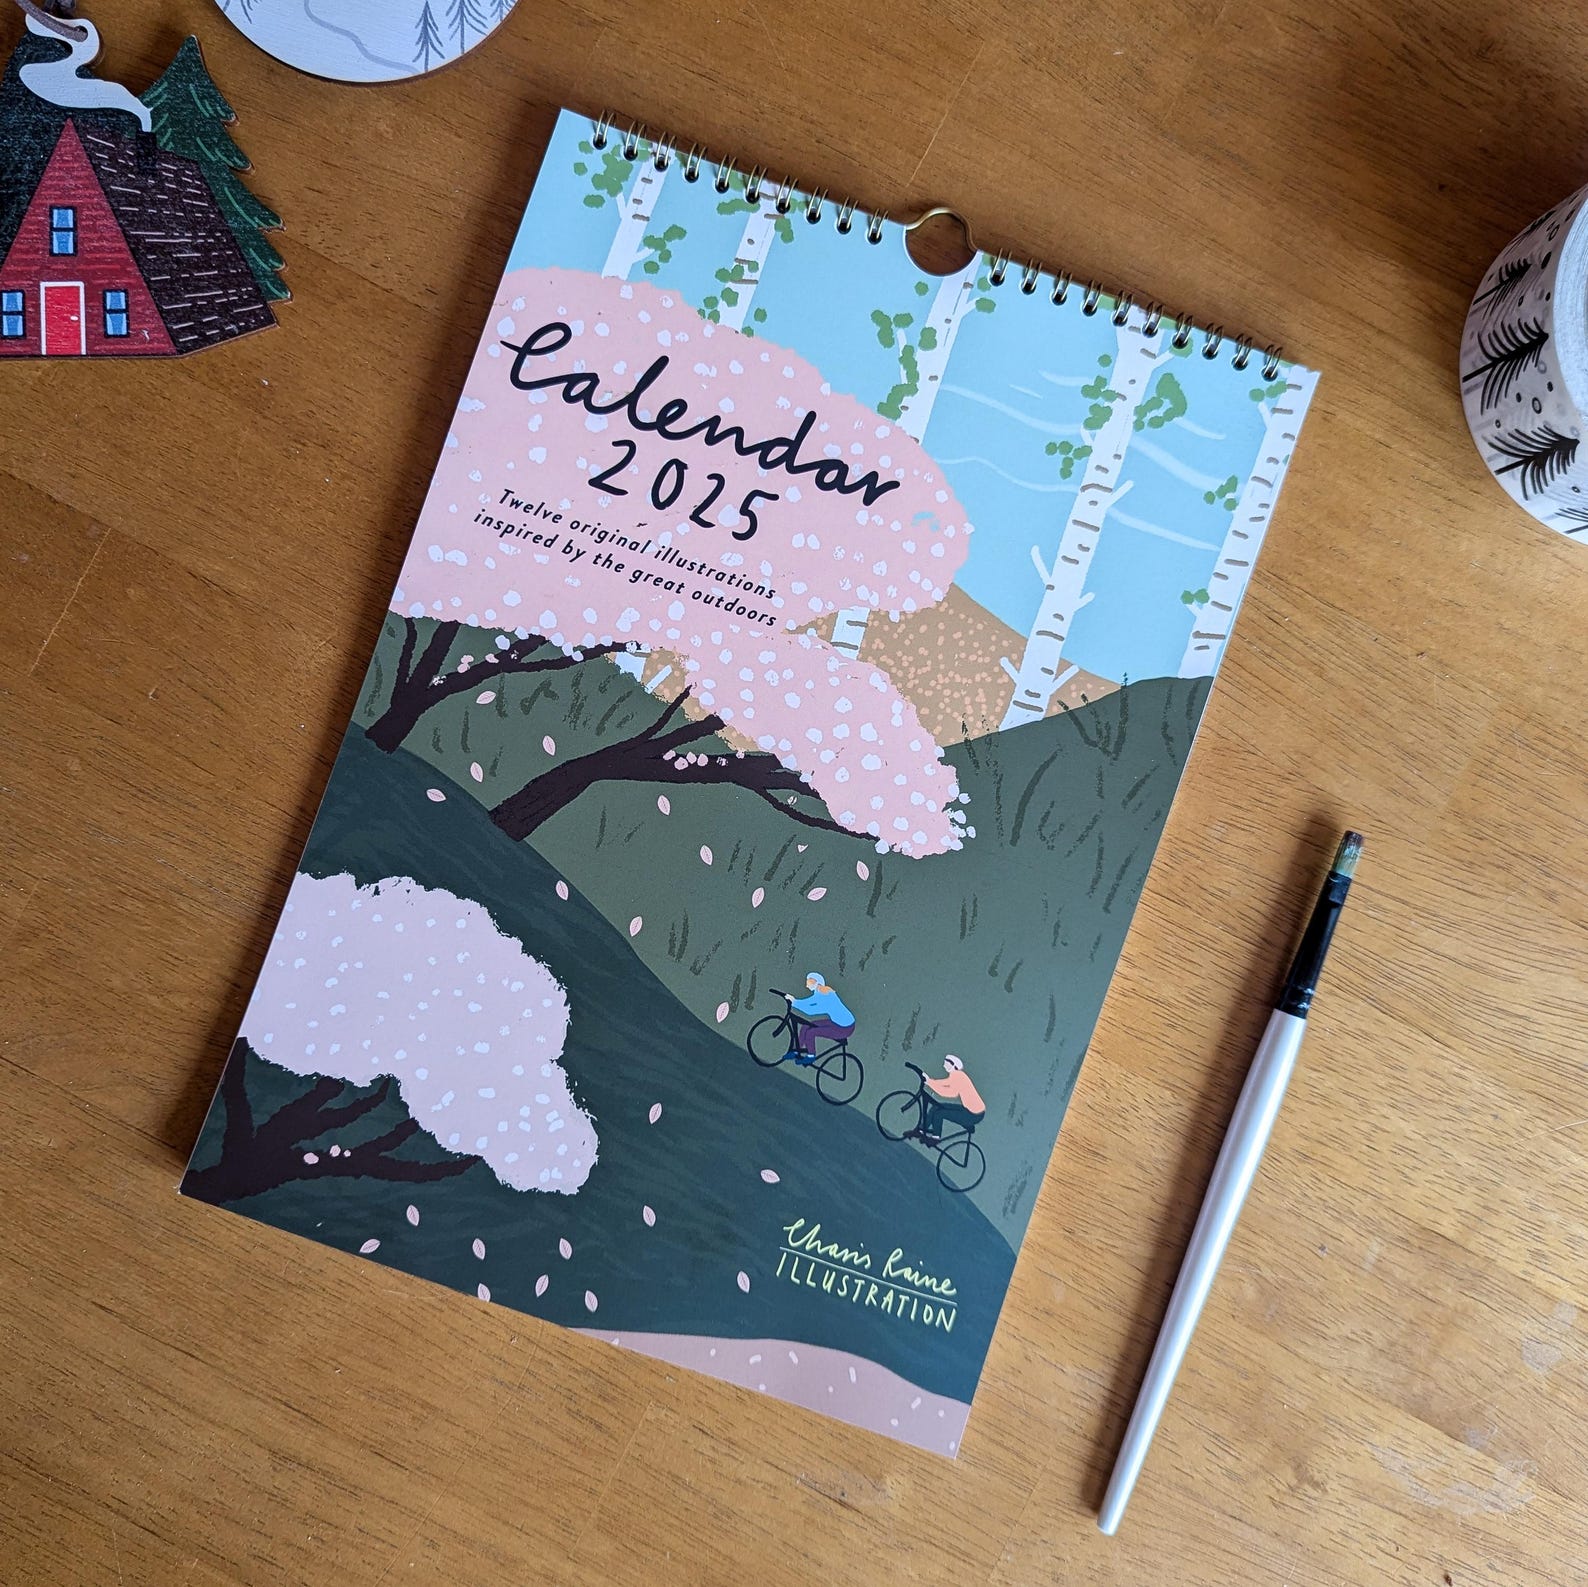 Calendar
2025
Twelve original illustrations
inspired by the great outdoors
Charis Raine
ILLUSTRATION